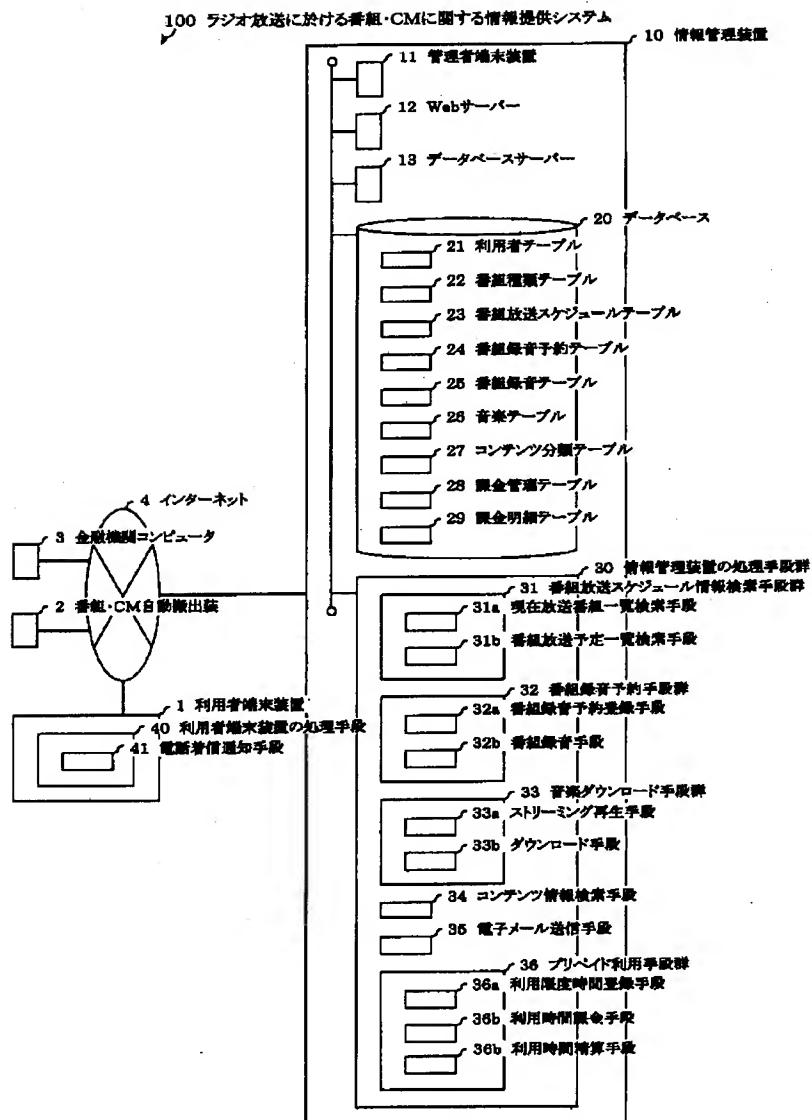 100 ラジオ放送に於ける番組・CMに関する情報提供システム
10 情報管理装置
11 管理者端末装置
12 Webサーバー
13 データベースサーバー
20 データベース
21 利用者テーブル
22 番組種類テーブル
23 番組放送スケジュールテーブル
24 番組録音予約テーブル
25 番組録音テーブル
26 音楽テーブル
27 コンテンツ分類テーブル
28 課金管理テーブル
29 課金明細テーブル
4 インターネット
3 金融機関コンピュータ
2 番組・CM自動搬出装
1 利用者端末装置
40 利用者端末装置の処理手段
41 電話着信通知手段
30 情報管理装置の処理手段群
31 番組放送スケジュール情報検索手段群
31a 現在放送番組一覧検索手段
31b 番組放送予定一覧検索手段
32 番組録音予約手段群
32a 番組録音予約登録手段
32b 番組録音手段
33 音楽ダウンロード手段群
33a ストリーミング再生手段
33b ダウンロード手段
34 コンテンツ情報検索手段
35 電子メール送信手段
36 プリペイド利用手段群
36a 利用限度時間登録手段
36b 利用時間課金手段
36b 利用時間精算手段